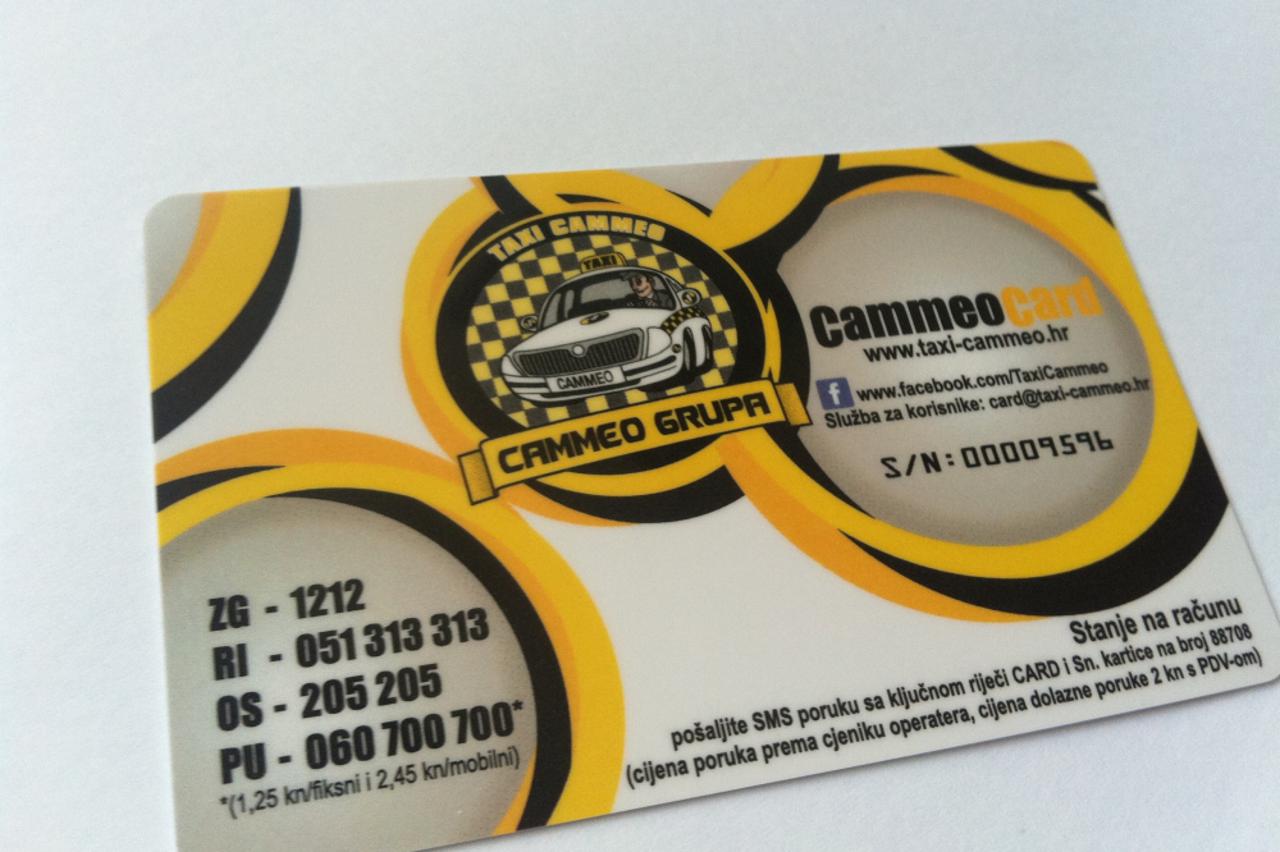 TAXI CAMMEO
TAXI
CAMMEO
CAMMEO GRUPA
cammeoCard
www.taxi-cammeo.hr
f www.facebook.com/TaxiCammeo
Služba za korisnike: card@taxi-cammeo.hr
S/N:00009596
ZG - 1212
RI - 051 313 313
OS - 205 205
PU - 060 700 700*
*(1,25 kn/fiksni i 2,45 kn/mobilni)
Stanje na računu
pošaljite SMS poruku sa ključnom riječi CARD i Sn. kartice na broj 88708
(cijena poruka prema cjeniku operatera, cijena dolazne poruke 2 kn s PDV-om)